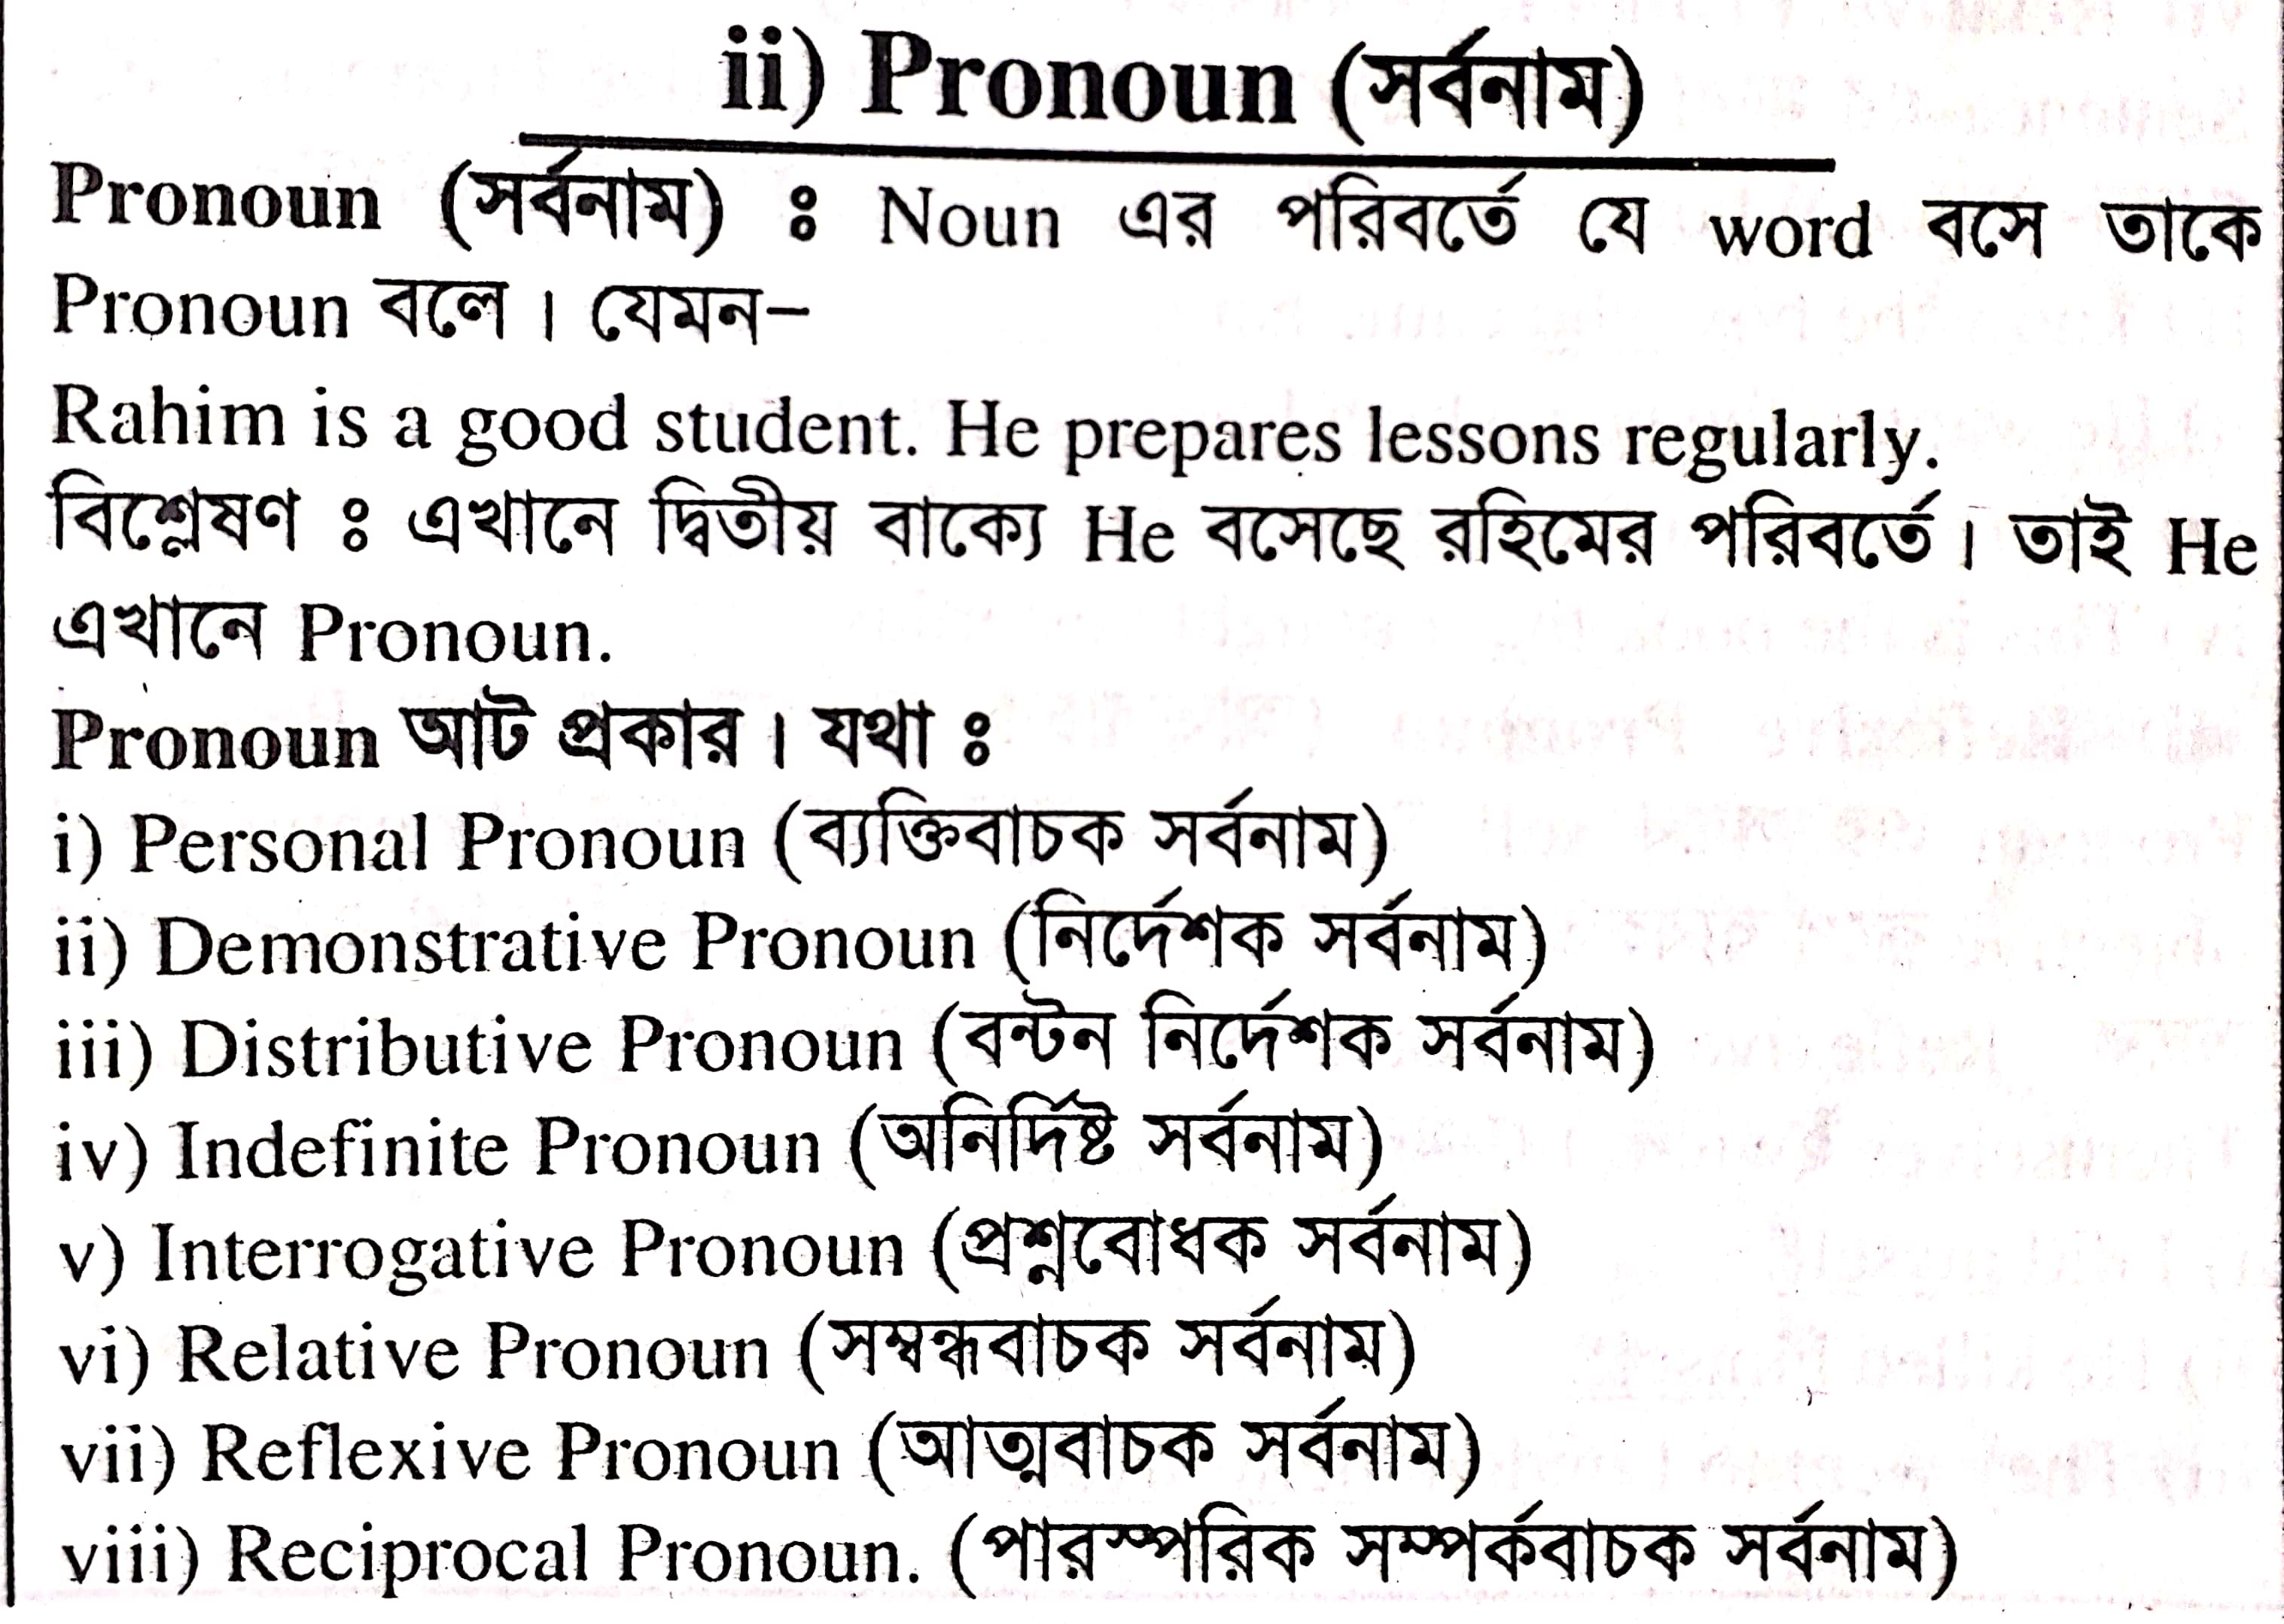 ii) Pronoun (সর্বনাম)
Pronoun (সর্বনাম) ঃ Noun এর পরিবর্তে যে word বসে তাকে
Pronoun বলে। যেমন–
Rahim is a good student. He prepares lessons regularly.
বিশ্লেষণ ঃ এখানে দ্বিতীয় বাক্যে He বসেছে রহিমের পরিবর্তে। তাই He
এখানে Pronoun.
Pronoun আট প্রকার। যথা ঃ
i) Personal Pronoun (ব্যক্তিবাচক সর্বনাম)
ii) Demonstrative Pronoun (নির্দেশক সর্বনাম)
iii) Distributive Pronoun (বন্টন নির্দেশক সর্বনাম)
iv) Indefinite Pronoun (অনির্দিষ্ট সর্বনাম)
v) Interrogative Pronoun (প্রশ্নবোধক সর্বনাম)
vi) Relative Pronoun (সম্বন্ধবাচক সর্বনাম)
vii) Reflexive Pronoun (আত্মবাচক সর্বনাম)
viii) Reciprocal Pronoun. (পারস্পরিক সম্পর্কবাচক সর্বনাম)